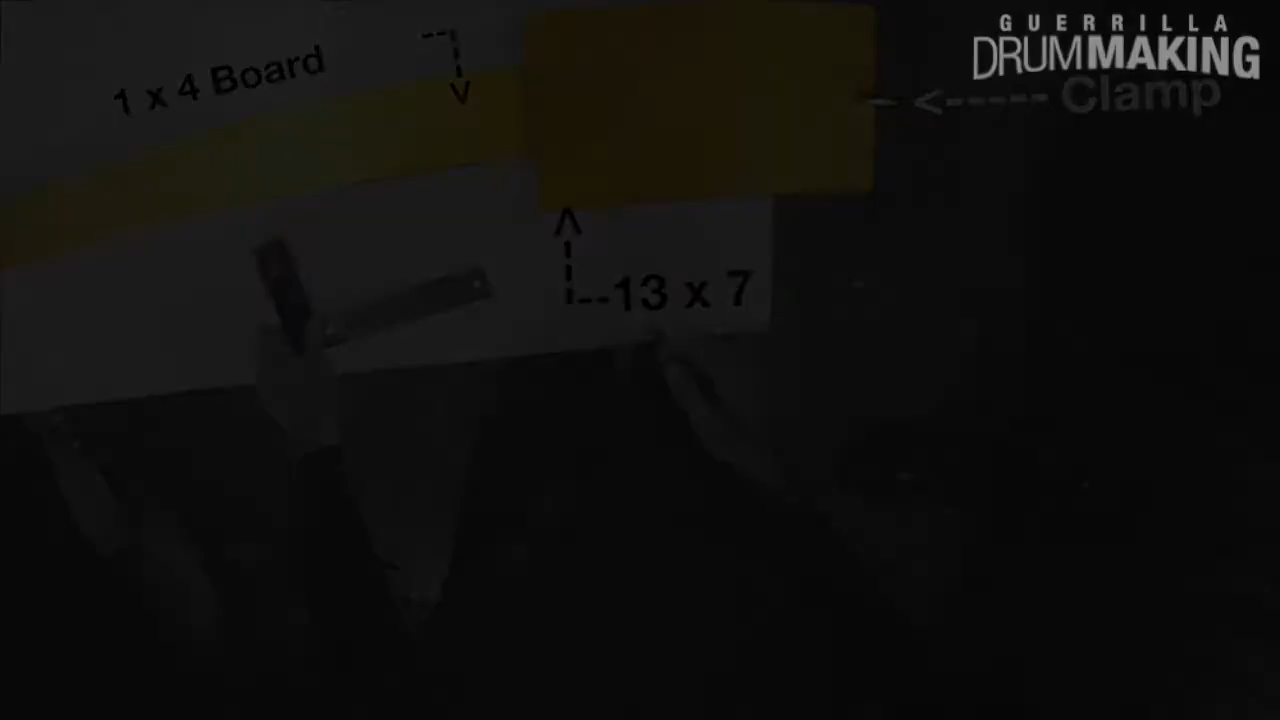 GUERRILLA
DRUMMAKING
1 x 4 Board
Clamp
13 x 7